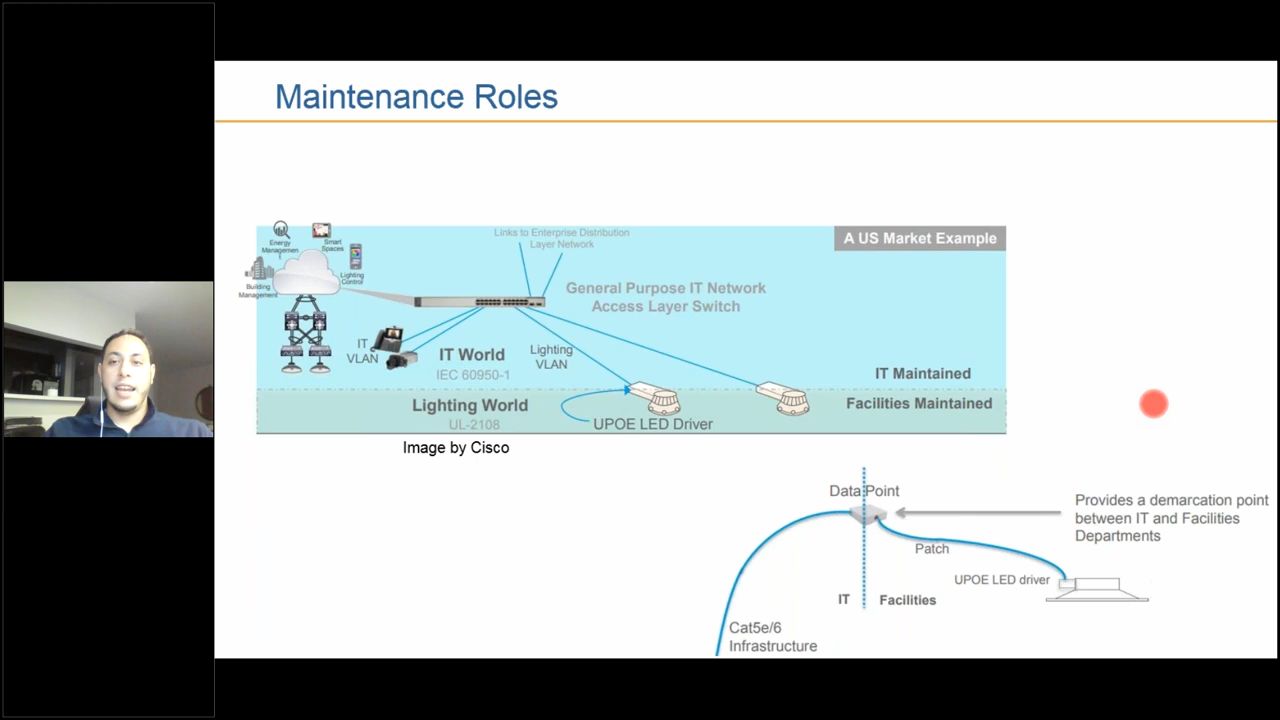 Maintenance Roles
Links to Enterprise Distribution
Layer Network
A US Market Example
Energy
Managemen
t
Smart
Spaces
Lighting
Control
Building
Management
General Purpose IT Network
Access Layer Switch
IT
VLAN
IT World
IEC 60950-1
Lighting
VLAN
IT Maintained
Lighting World
UL-2108
UPOE LED Driver
Facilities Maintained
Image by Cisco
Data Point
Provides a demarcation point
between IT and Facilities
Departments
Patch
UPOE LED driver
IT
Facilities
Cat5e/6
Infrastructure